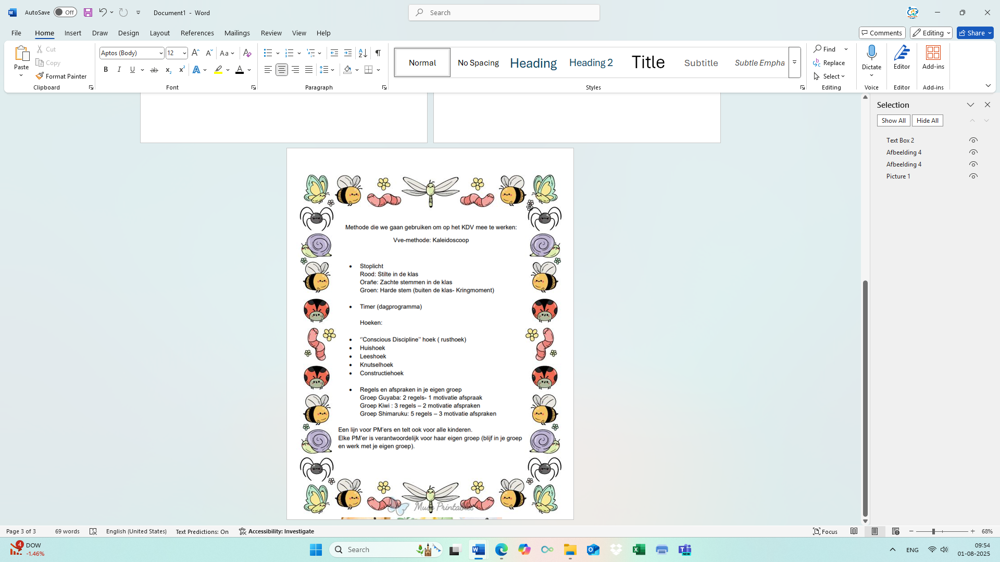 AutoSave Off Document1 - Word Search
File Home Insert Draw Design Layout References Mailings Review View Help Comments Editing Share
Paste Cut Copy Format Painter Clipboard
Aptos (Body) 12 Font
Paragraph
Normal No Spacing Heading Heading 2 Title Subtitle Subtle Empha
Styles
Find Replace Select Editing
Dictate Voice
Editor Editor
Add-ins Add-ins
Selection
Show All Hide All
Text Box 2
Afbeelding 4
Afbeelding 4
Picture 1
Methode die we gaan gebruiken om op het KDV mee te werken:
Vve-methode: Kaleidoscoop
• Stoplicht
Rood: Stilte in de klas
Orañe: Zachte stemmen in de klas
Groen: Harde stem (buiten de klas- Kringmoment)
• Timer (dagprogramma)
Hoeken:
• ‘’Conscious Discipline’’ hoek ( rusthoek)
• Huishoek
• Leeshoek
• Knutselhoek
• Constructiehoek
• Regels en afspraken in je eigen groep
Groep Guyaba: 2 regels- 1 motivatie afspraak
Groep Kiwi : 3 regels – 2 motivatie afspraken
Groep Shimaruku: 5 regels – 3 motivatie afspraken
Een lijn voor PM’ers en telt ook voor alle kinderen.
Elke PM’er is verantwoordelijk voor haar eigen groep (blijf in je groep
en werk met je eigen groep).
Muse Printables
Page 3 of 3 69 words English (United States) Text Predictions: On Accessibility: Investigate Focus 68%
4 DOW
-1.46%
Search
ENG
09:54
01-08-2025